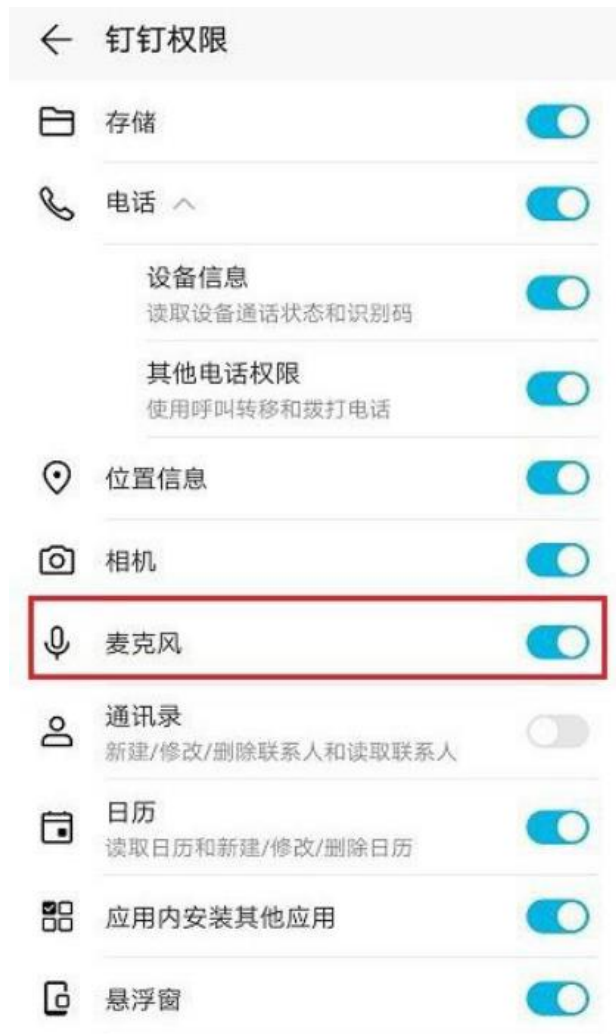 钉钉权限
存储
电话
设备信息
读取设备通话状态和识别码
其他电话权限
使用呼叫转移和拨打电话
位置信息
相机
麦克风
通讯录
新建/修改/删除联系人和读取联系人
日历
读取日历和新建/修改/删除日历
应用内安装其他应用
悬浮窗